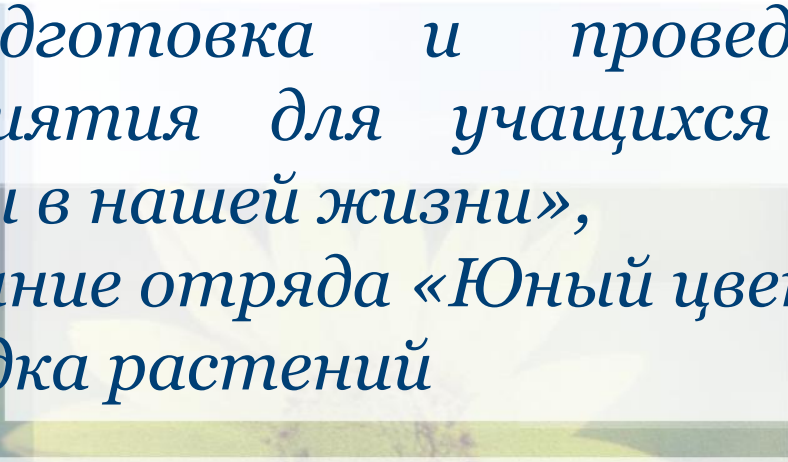 дготовка и провед
иятия для учащихся
в нашей жизни»,
ние отряда «Юный цве
дка растений